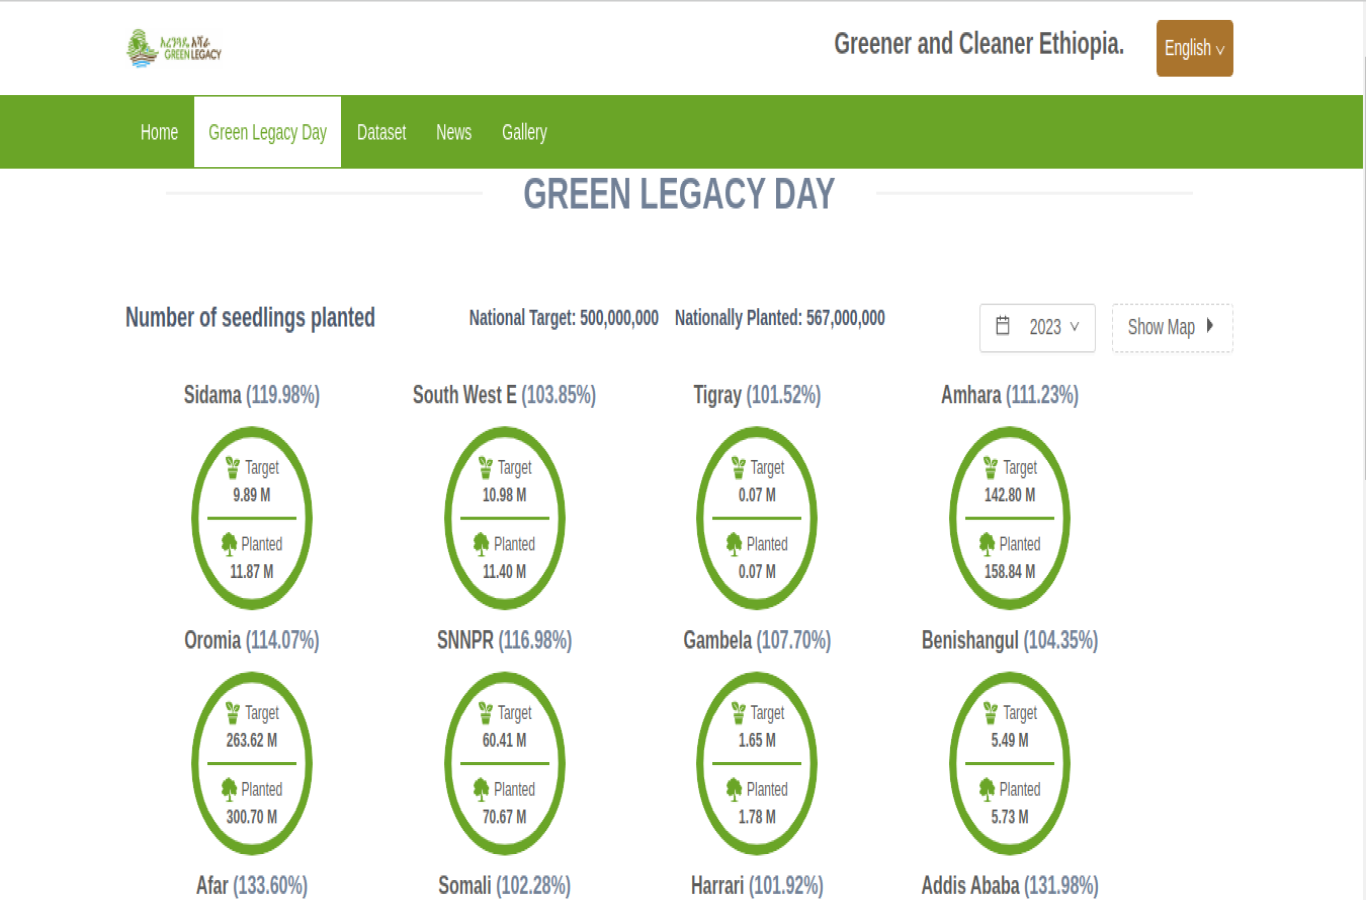 አረንጓዴ አሻራ
GREEN LEGACY
Greener and Cleaner Ethiopia.
English
Home Green Legacy Day Dataset News Gallery
GREEN LEGACY DAY
Number of seedlings planted National Target: 500,000,000 Nationally Planted: 567,000,000 2023 Show Map
Sidama (119.98%) South West E (103.85%) Tigray (101.52%) Amhara (111.23%)
Target Target Target Target
9.89 M 10.98 M 0.07 M 142.80 M
Planted Planted Planted Planted
11.87 M 11.40 M 0.07 M 158.84 M
Oromia (114.07%) SNNPR (116.98%) Gambela (107.70%) Benishangul (104.35%)
Target Target Target Target
263.62 M 60.41 M 1.65 M 5.49 M
Planted Planted Planted Planted
300.70 M 70.67 M 1.78 M 5.73 M
Afar (133.60%) Somali (102.28%) Harrari (101.92%) Addis Ababa (131.98%)